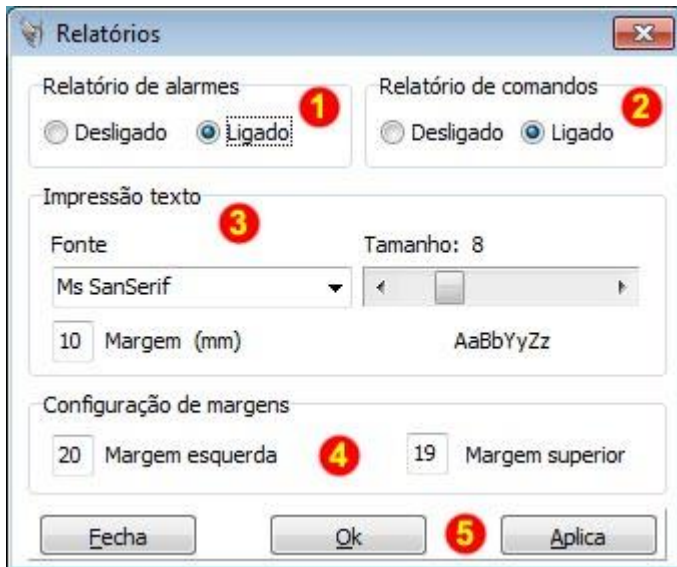 Relatórios
Relatório de alarmes
1
Desligado Ligado
Relatório de comandos
2
Desligado Ligado
Impressão texto
3
Fonte
Tamanho: 8
Ms SanSerif
10 Margem (mm)
AaBbYyZz
Configuração de margens
20 Margem esquerda
4
19 Margem superior
Fecha
Ok
5
Aplica